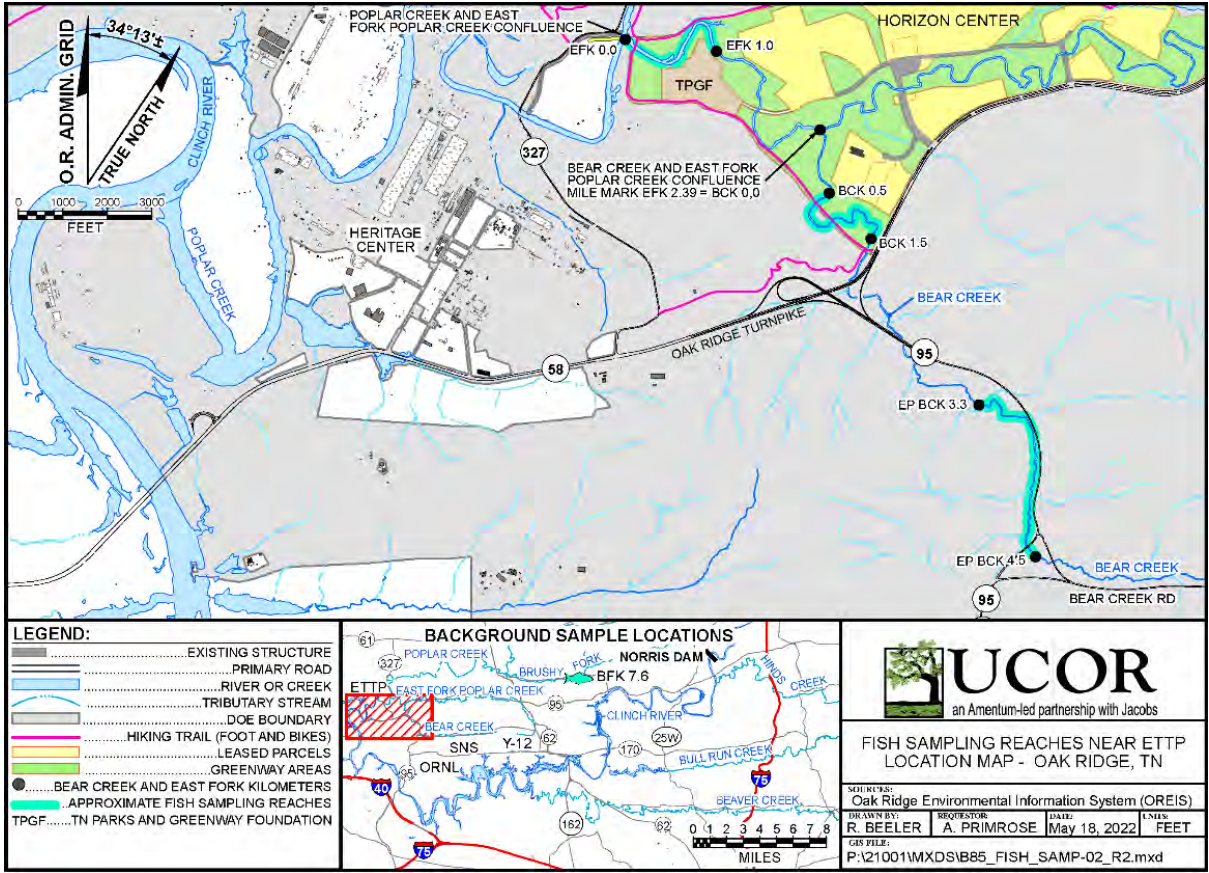 POPLAR CREEK AND EAST
FORK POPLAR CREEK CONFLUENCE
EFK 0.0
EFK 1.0
HORIZON CENTER
TPGF
O.R. ADMIN. GRID
34°13'±
TRUE NORTH
CLINCH RIVER
327
BEAR CREEK AND EAST FORK
POPLAR CREEK CONFLUENCE
MILE MARK EFK 2.39 = BCK 0,0
BCK 0.5
BCK 1.5
0 1000 2000 3000
FEET
POPLAR CREEK
HERITAGE
CENTER
BEAR CREEK
OAK RIDGE TURNPIKE
95
58
EP BCK 3.3
EP BCK 4.5
BEAR CREEK
95
BEAR CREEK RD
LEGEND:
EXISTING STRUCTURE
PRIMARY ROAD
RIVER OR CREEK
TRIBUTARY STREAM
DOE BOUNDARY
HIKING TRAIL (FOOT AND BIKES)
LEASED PARCELS
GREENWAY AREAS
BEAR CREEK AND EAST FORK KILOMETERS
APPROXIMATE FISH SAMPLING REACHES
TPGF.......TN PARKS AND GREENWAY FOUNDATION
BACKGROUND SAMPLE LOCATIONS
61
POPLAR CREEK
327
BRUSHY FORK
NORRIS DAM
BFK 7.6
HINDS CREEK
ETTP
EAST FORK POPLAR CREEK
95
CLINCH RIVER
BEAR CREEK
SNS
Y-12
62
170
25W
BULL RUN CREEK
ORNL
95
40
75
BEAVER CREEK
162
62
75
0 1 2 3 4 5 6 7 8
MILES
UCOR
an Amentum-led partnership with Jacobs
FISH SAMPLING REACHES NEAR ETTP
LOCATION MAP - OAK RIDGE, TN
SOURCES:
Oak Ridge Environmental Information System (OREIS)
DRAWN BY: REQUESTOR: DATE: UNITS:
R. BEELER A. PRIMROSE May 18, 2022 FEET
GIS FILE:
P:\21001\MXDS\B85_FISH_SAMP-02_R2.mxd